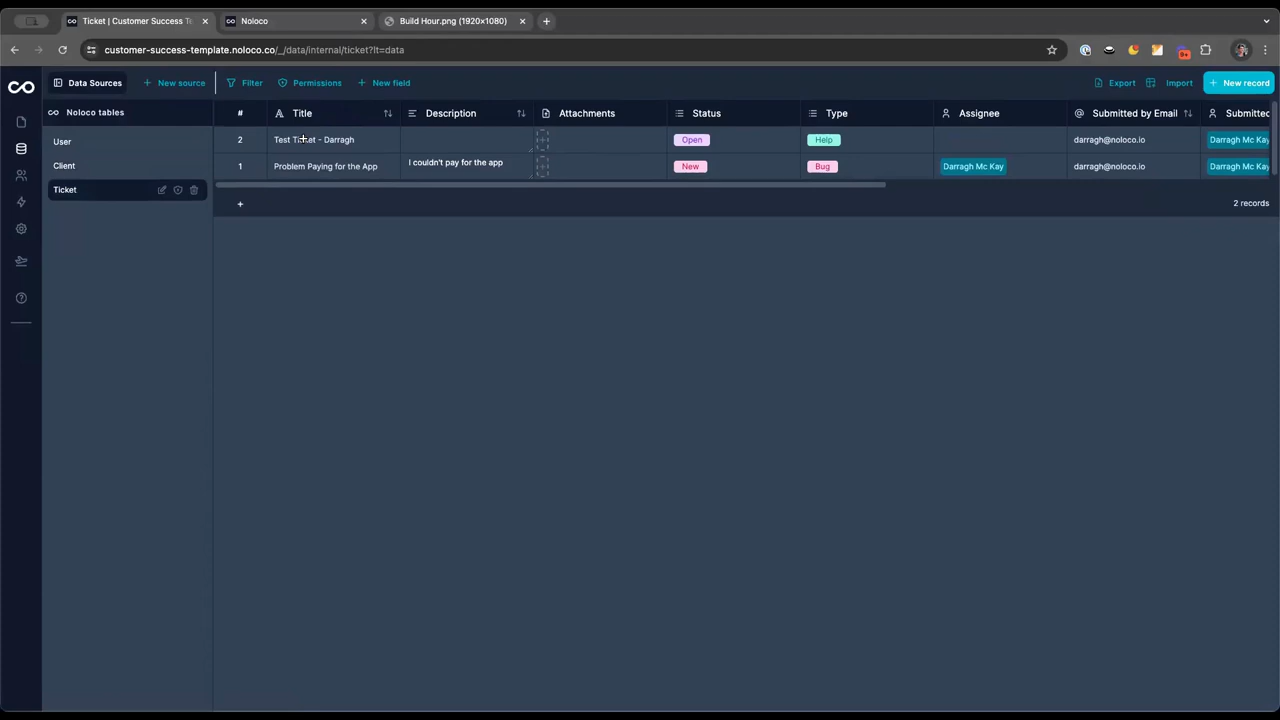 Ticket | Customer Success Te
Noloco
Build Hour.png (1920×1080)
customer-success-template.noloco.co/_/data/internal/ticket?lt=data
9+
Data Sources
New source
Filter
Permissions
New field
Export
Import
New record
Noloco tables
# Title Description Attachments Status Type Assignee Submitted by Email Submitted
User
2 Test Ticket - Darragh Open Help darragh@noloco.io Darragh Mc Kay
Client
1 Problem Paying for the App I couldn't pay for the app New Bug Darragh Mc Kay darragh@noloco.io Darragh Mc Kay
Ticket
2 records